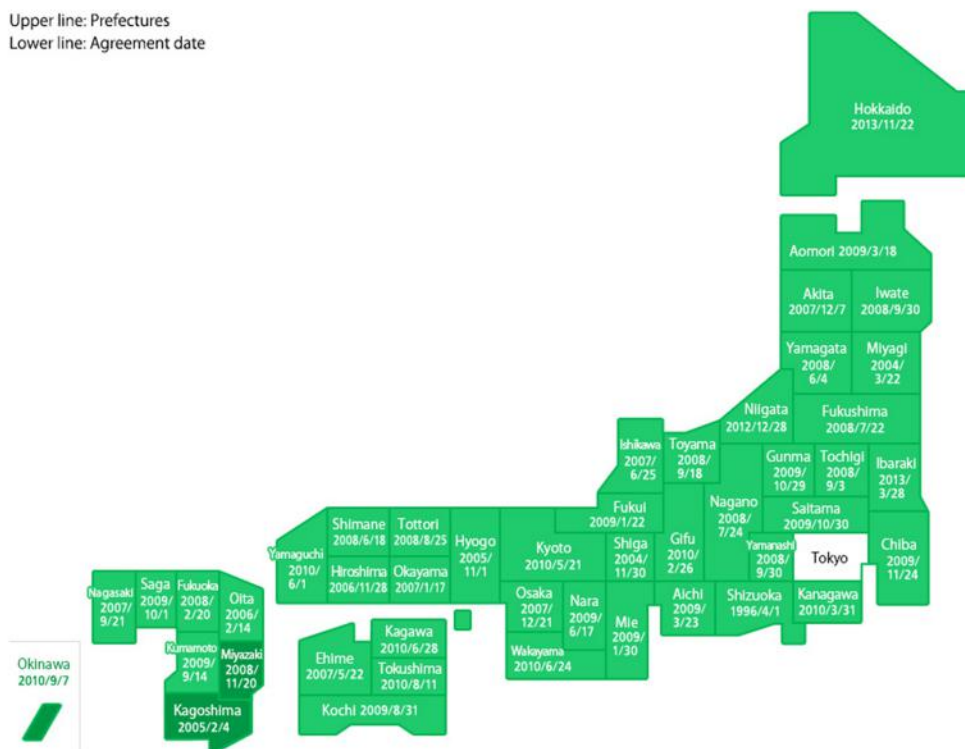 Upper line: Prefectures
Lower line: Agreement date
Hokkaido
2013/11/22
Aomori 2009/3/18
Akita
2007/12/7
Iwate
2008/9/30
Yamagata
2008/
6/4
Miyagi
2004/
3/22
Niigata
2012/12/28
Fukushima
2008/7/22
Ishikawa
2007/
6/25
Toyama
2008/
9/18
Nagano
2008/
7/24
Gunma
2009/
10/29
Tochigi
2008/
9/3
Ibaraki
2013/
3/28
Fukui
2009/1/22
Gifu
2010/
2/26
Saitama
2009/10/30
Yamanashi
2008/
9/30
Tokyo
Chiba
2009/
11/24
Yamaguchi
2010/
6/1
Shimane
2008/6/18
Tottori
2008/8/25
Hyogo
2005/
11/1
Kyoto
2010/5/21
Shiga
2004/
11/30
Hiroshima
2006/11/28
Okayama
2007/1/17
Osaka
2007/
12/21
Nara
2009/
6/17
Mie
2009/
1/30
Aichi
2009/
3/23
Shizuoka
1996/4/1
Kanagawa
2010/3/31
Wakayama
2010/6/24
Nagasaki
2007/
9/21
Saga
2009/
10/1
Fukuoka
2008/
2/20
Oita
2006/
2/14
Kumamoto
2009/
9/14
Miyazaki
2008/
11/20
Kagoshima
2005/2/4
Ehime
2007/5/22
Kagawa
2010/6/28
Tokushima
2010/8/11
Kochi 2009/8/31
Okinawa
2010/9/7